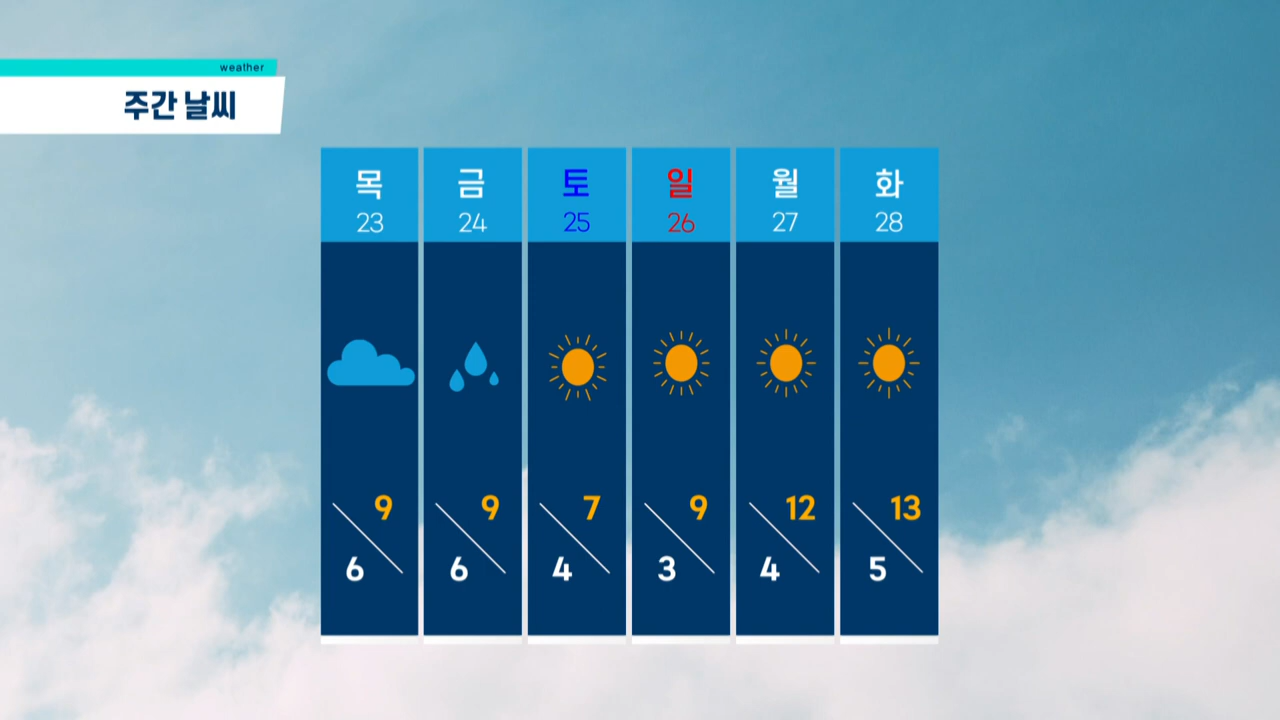 weather
주간 날씨
목 금 토 일 월 화
23 24 25 26 27 28
9 9 7 9 12 13
6 6 4 3 4 5